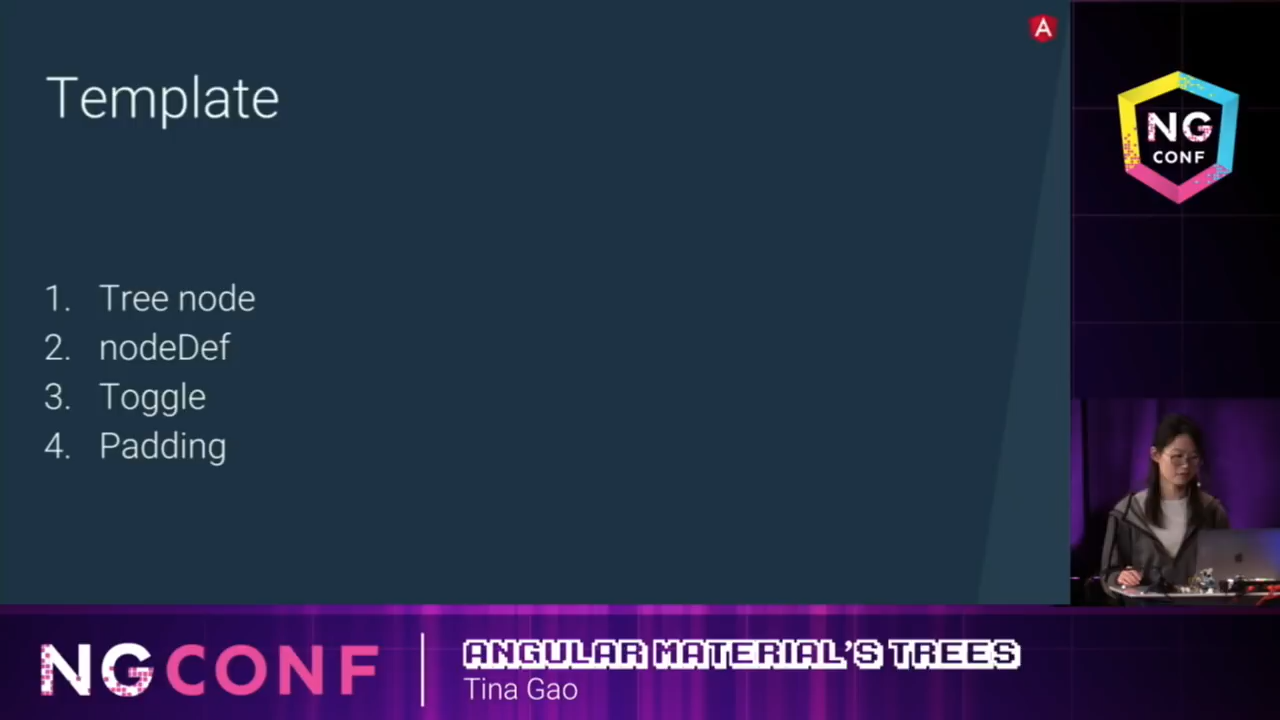 Template
1. Tree node
2. nodeDef
3. Toggle
4. Padding
A
NG
CONF
NGCONF
ANGULAR MATERIAL'S TREES
Tina Gao